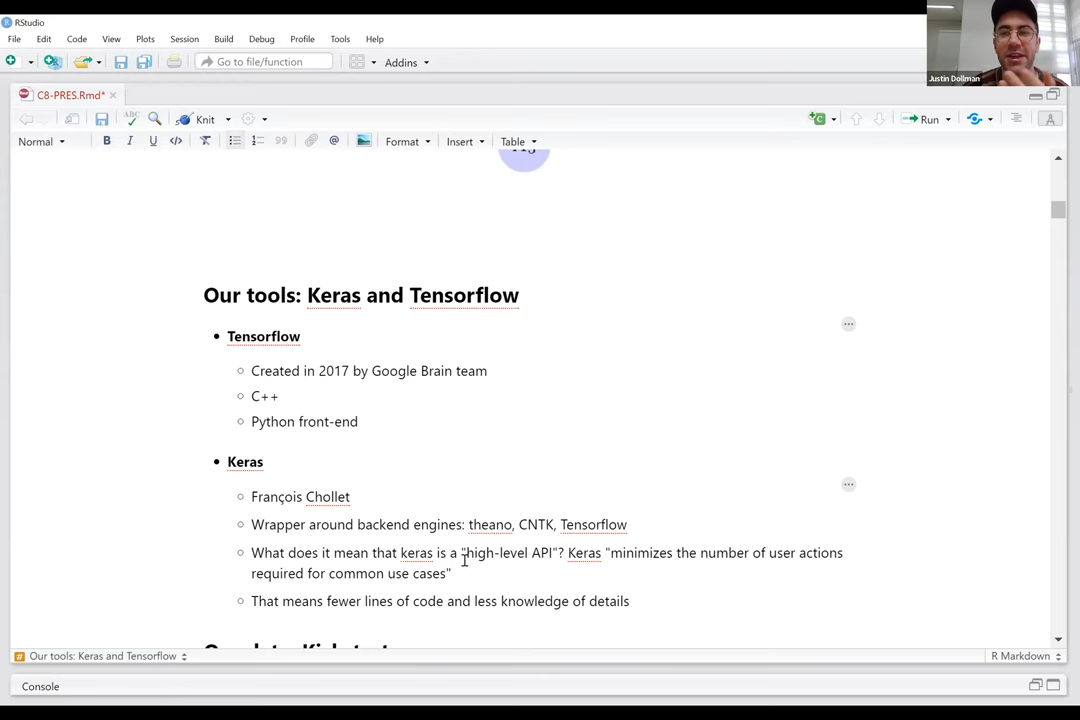 RStudio
File Edit Code View Plots Session Build Debug Profile Tools Help
Go to file/function Addins
Justin Dollman
C8-PRES.Rmd*
ABC Knit Run
Normal B I U Format Insert Table
Our tools: Keras and Tensorflow
Tensorflow
Created in 2017 by Google Brain team
C++
Python front-end
Keras
François Chollet
Wrapper around backend engines: theano, CNTK, Tensorflow
What does it mean that keras is a "high-level API"? Keras "minimizes the number of user actions
required for common use cases"
That means fewer lines of code and less knowledge of details
# Our tools: Keras and Tensorflow R Markdown
Console